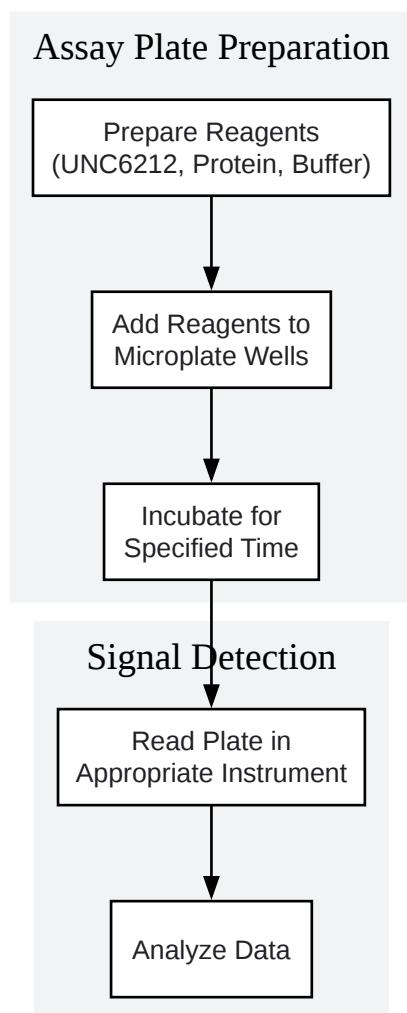 Assay Plate Preparation
Prepare Reagents
(UNC6212, Protein, Buffer)
Add Reagents to
Microplate Wells
Incubate for
Specified Time
Signal Detection
Read Plate in
Appropriate Instrument
Analyze Data